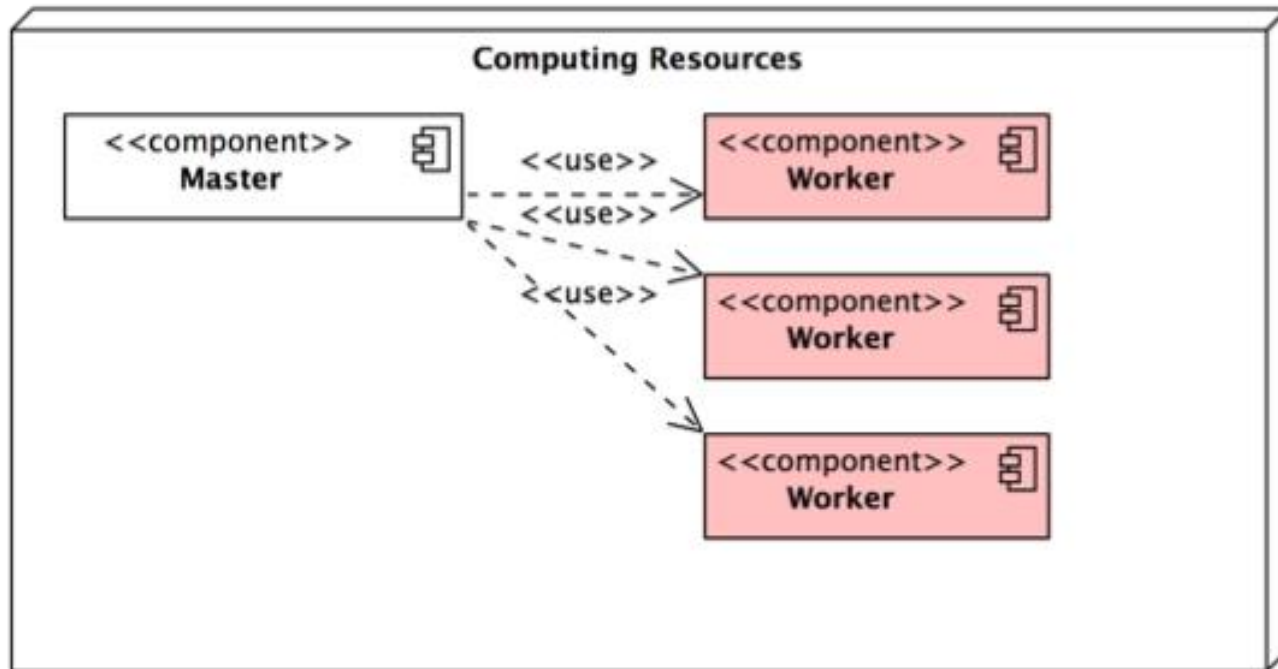 Computing Resources
<<component>>
Master
<<use>>
<<component>>
Worker
<<use>>
<<component>>
Worker
<<use>>
<<component>>
Worker